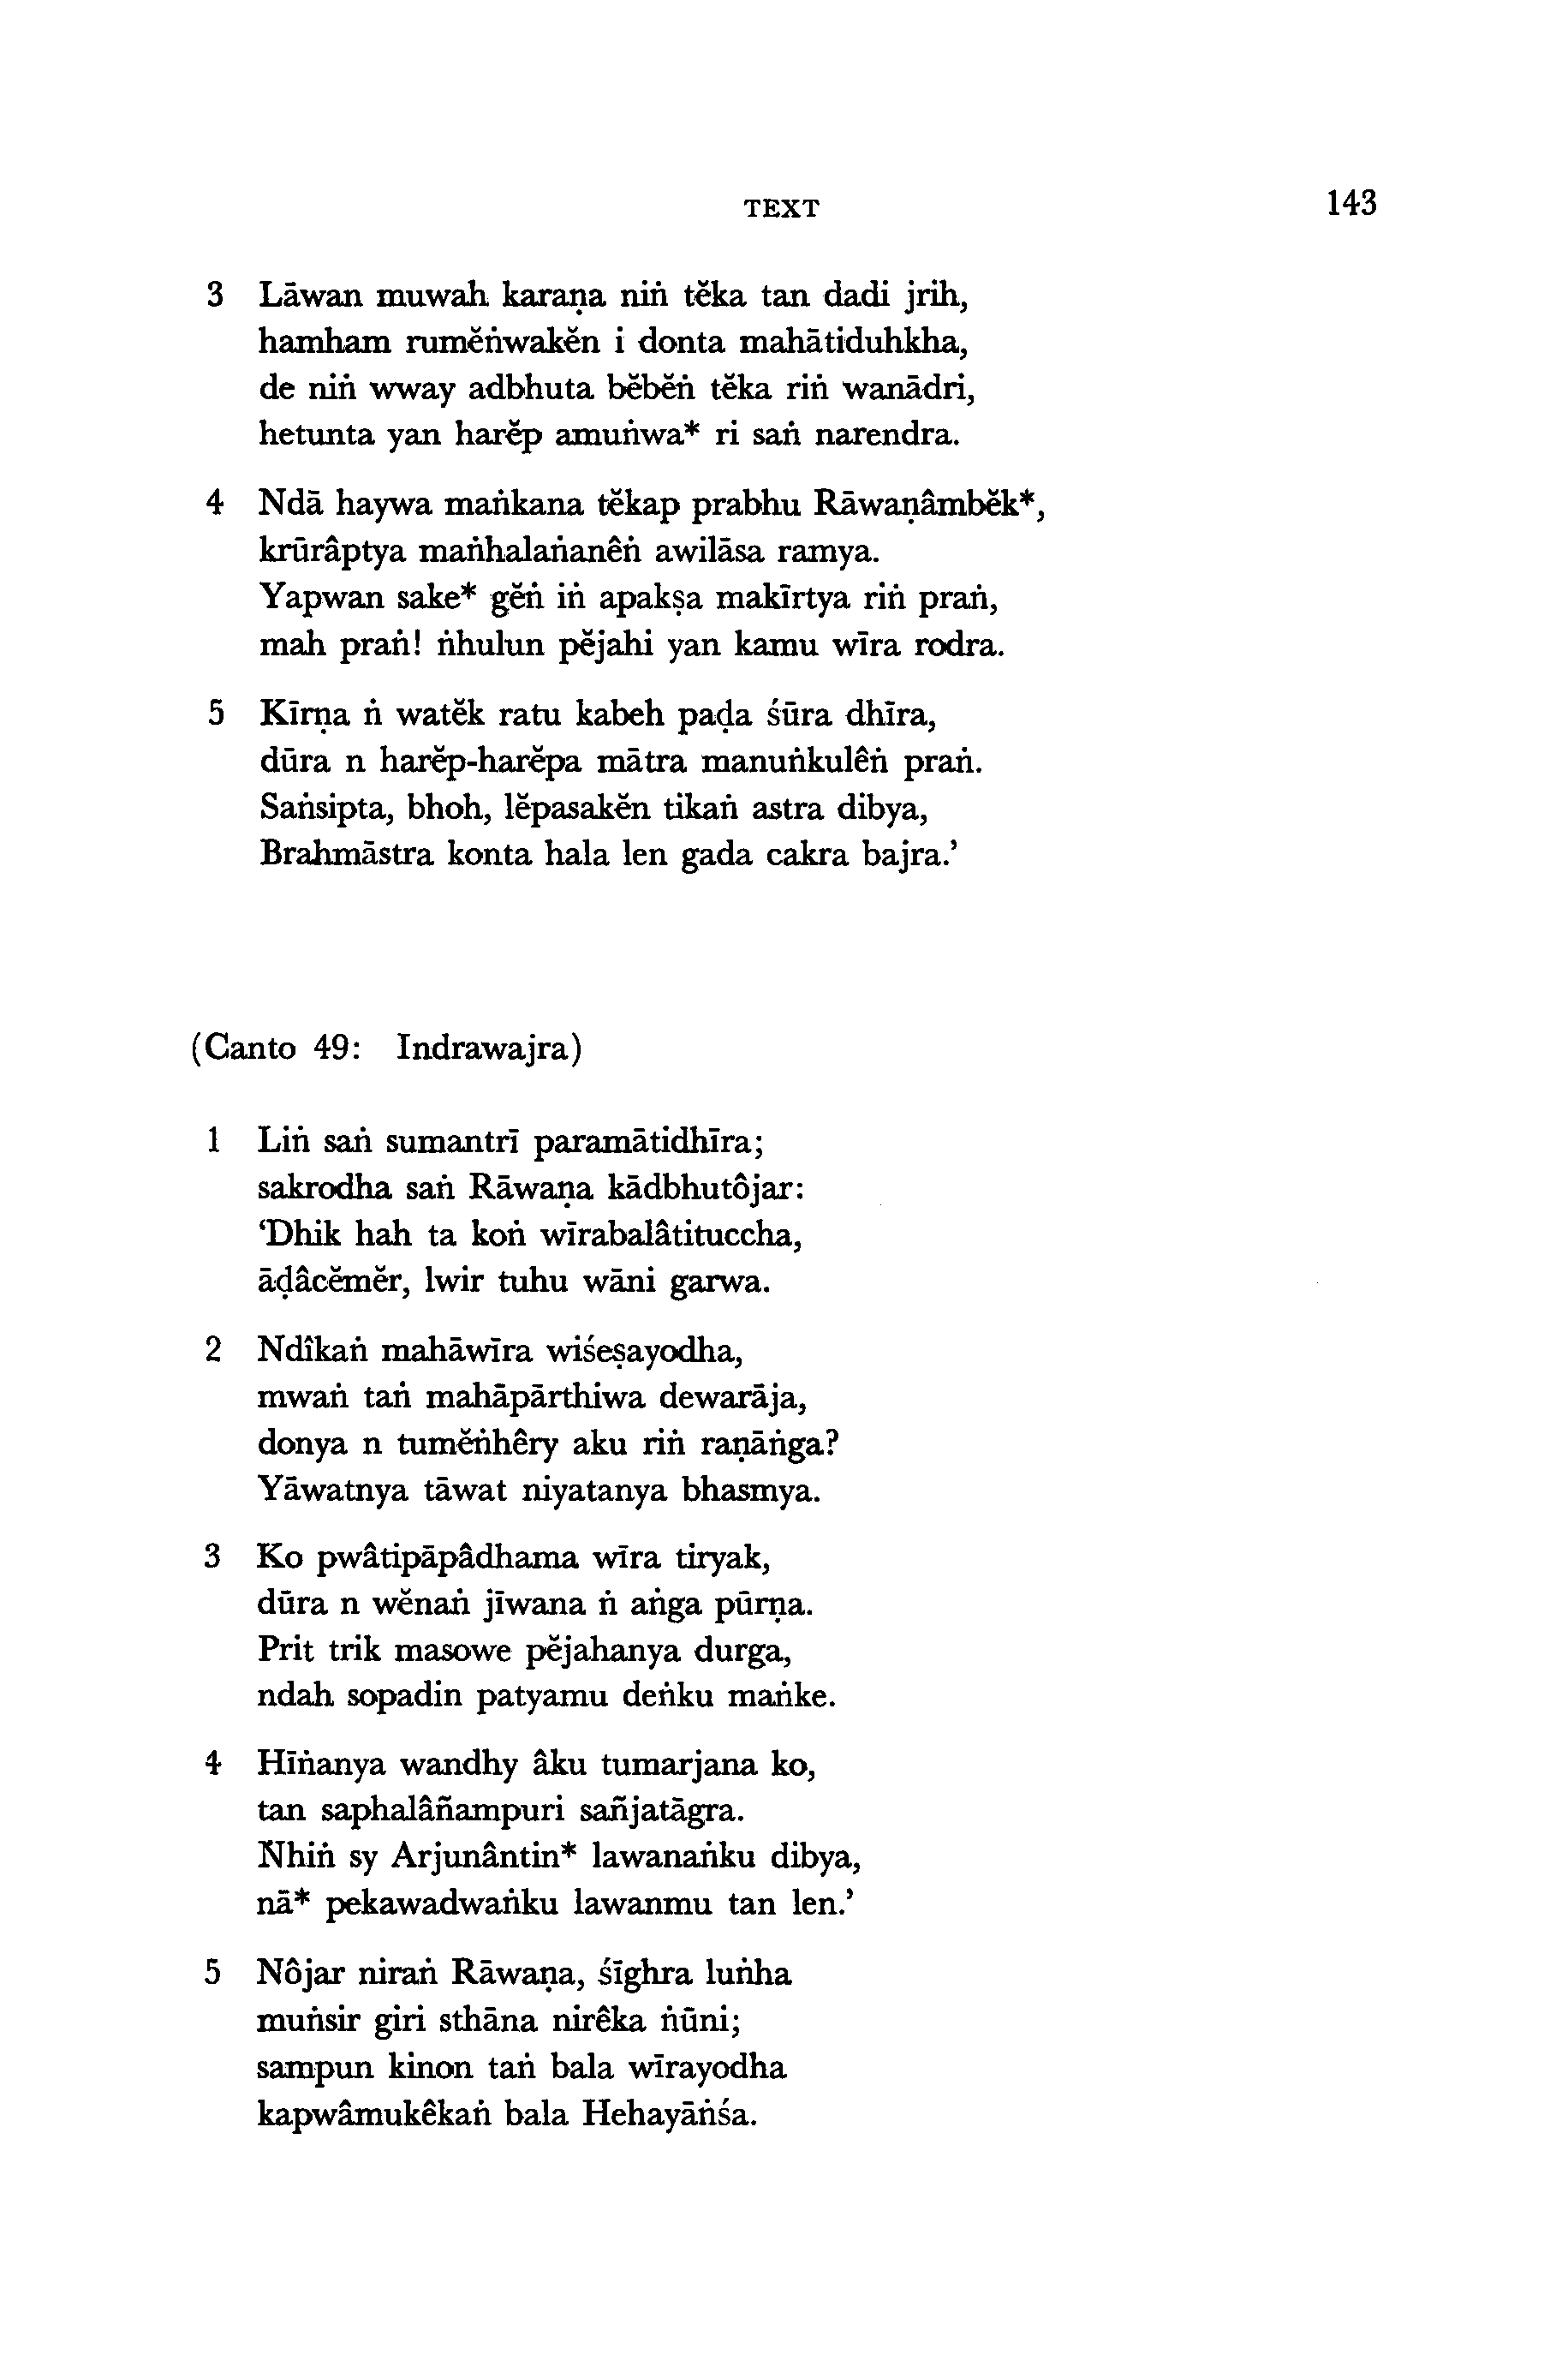 TEXT 143
3 Lāwan muwah karaṇa niṅ tĕka tan dadi jrih,
hamham rumĕṅwakĕn i donta mahātiduhkha,
de niṅ wway adbhuta bĕbĕṅ tĕka riṅ wanādri,
hetunta yan harĕp amuṅwa* ri saṅ narendra.
4 Ndā haywa maṅkana tĕkap prabhu Rāwaṇâmbĕk*,
krūrâptya maṅhalaṅanêṅ awilāsa ramya.
Yapwan sake* gĕṅ iṅ apakṣa makīrtya riṅ praṅ,
mah praṅ! ṅhulun pĕjahi yan kamu wīra rodra.
5 Kīrṇa ṅ watĕk ratu kabeh paḍa śūra dhīra,
dūra n harĕp-harĕpa mātra manuṅkulêṅ praṅ.
Saṅsipta, bhoh, lĕpasakĕn tikaṅ astra dibya,
Brahmāstra konta hala len gada cakra bajra.’
(Canto 49: Indrawajra)
1 Liṅ saṅ sumantrī paramātidhīra;
sakrodha saṅ Rāwaṇa kādbhutôjar:
‘Dhik hah ta koṅ wīrabalâtituccha,
āḍâcĕmĕr, lwir tuhu wāni garwa.
2 Ndîkaṅ mahāwīra wiśeṣayodha,
mwaṅ taṅ mahāpārthiwa dewarāja,
donya n tumĕṅhêry aku riṅ raṇāṅga?
Yāwatnya tāwat niyatanya bhasmya.
3 Ko pwâtipāpâdhama wīra tiryak,
dūra n wĕnaṅ jīwana ṅ aṅga pūrṇa.
Prit trik masowe pĕjahanya durga,
ndah sopadin patyamu deṅku maṅke.
4 Hīṅanya wandhy âku tumarjana ko,
tan saphalâñampuri sañjatāgra.
Ṅhiṅ sy Arjunântin* lawanaṅku dibya,
nā* pekawadwaṅku lawanmu tan len.’
5 Nôjar niraṅ Rāwaṇa, śīghra luṅha
muṅsir giri sthāna nirêka ṅūni;
sampun kinon taṅ bala wīrayodha
kapwâmukêkaṅ bala Hehayāṅśa.